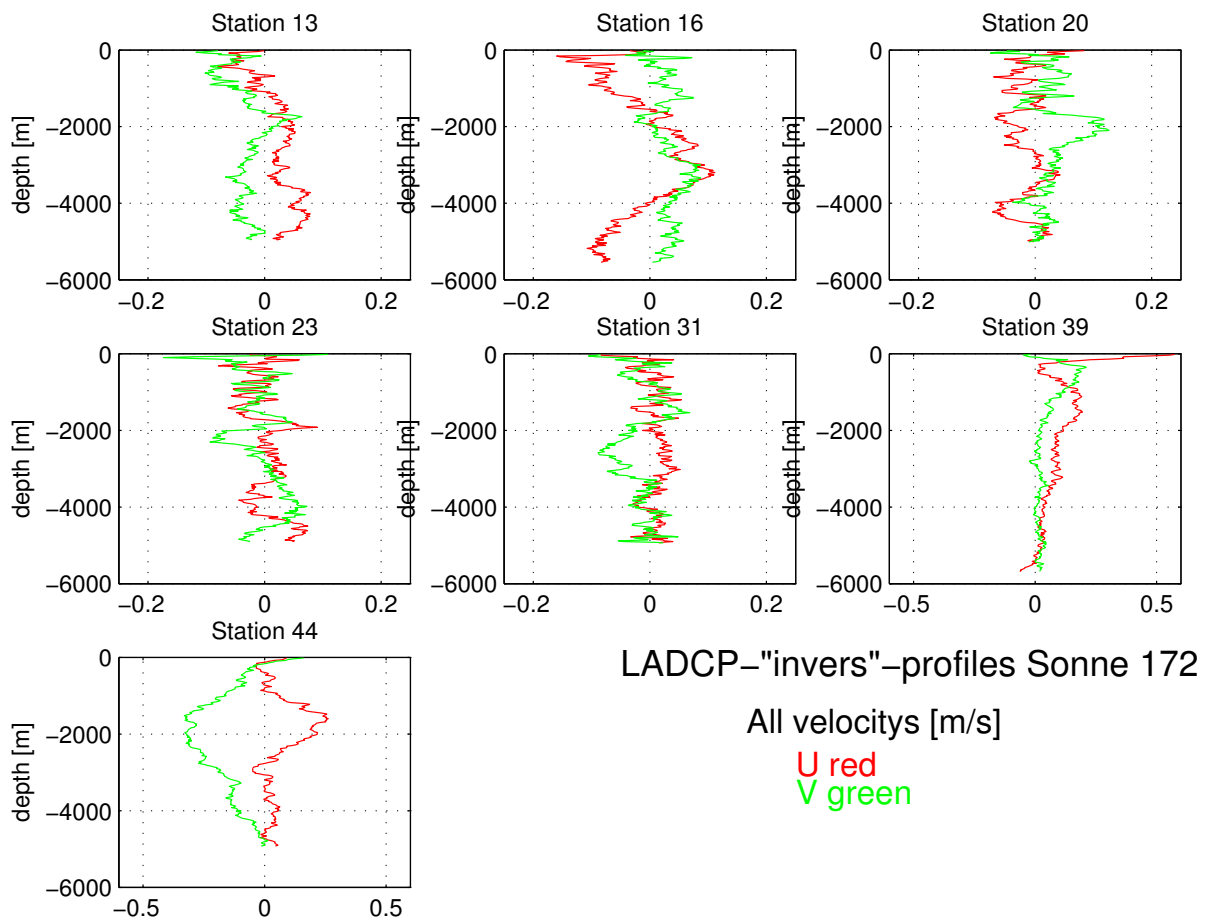 Station 13
Station 16
Station 20
0
−2000
−4000
−6000
depth [m]
−0.2
0
0.2
0
−2000
−4000
−6000
depth [m]
−0.2
0
0.2
0
−2000
−4000
−6000
depth [m]
−0.2
0
0.2
Station 23
Station 31
Station 39
0
−2000
−4000
−6000
depth [m]
−0.2
0
0.2
0
−2000
−4000
−6000
depth [m]
−0.2
0
0.2
0
−2000
−4000
−6000
depth [m]
−0.5
0
0.5
Station 44
0
−2000
−4000
−6000
depth [m]
−0.5
0
0.5
LADCP−"invers"−profiles Sonne 172
All velocitys [m/s]
U red
V green